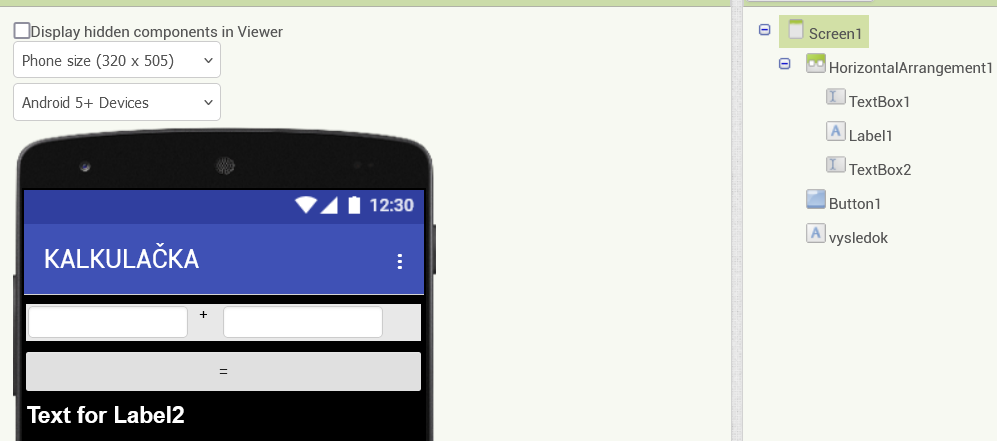 Display hidden components in Viewer
Phone size (320 x 505)
Android 5+ Devices
12:30
KALKULAČKA
+
=
Text for Label2
Screen1
HorizontalArrangement1
TextBox1
A Label1
TextBox2
Button1
A vysledok